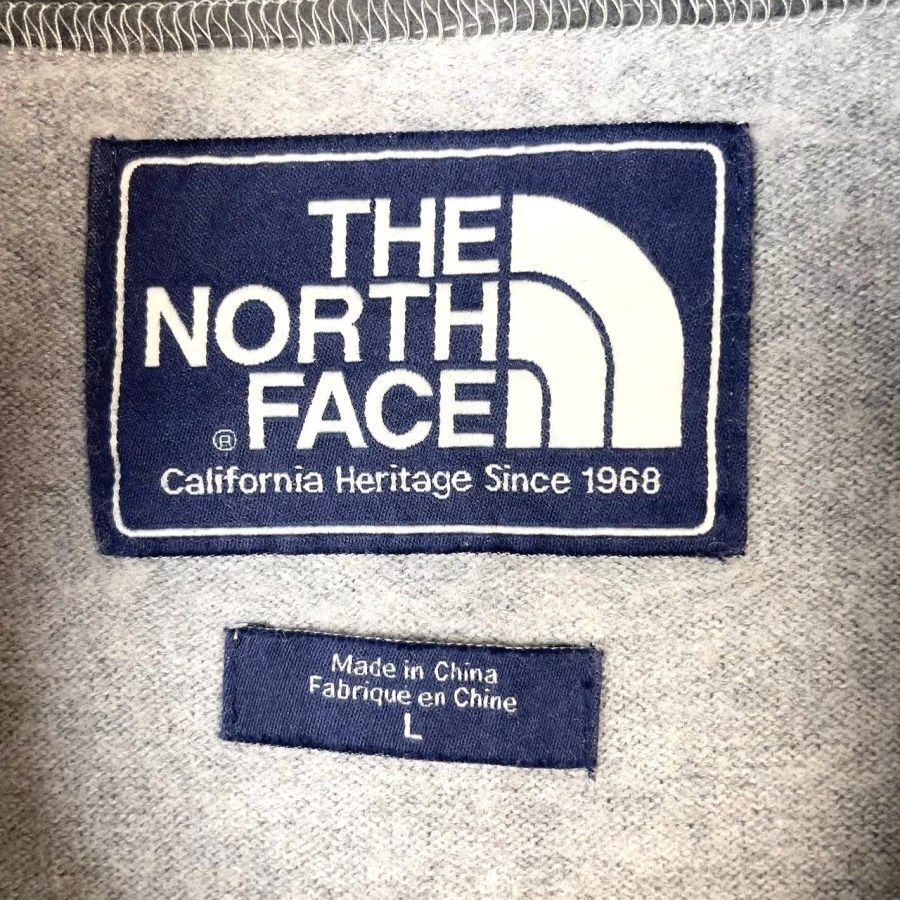 THE
NORTH
® FACE
California Heritage Since 1968
Made in China
Fabrique en Chine
L